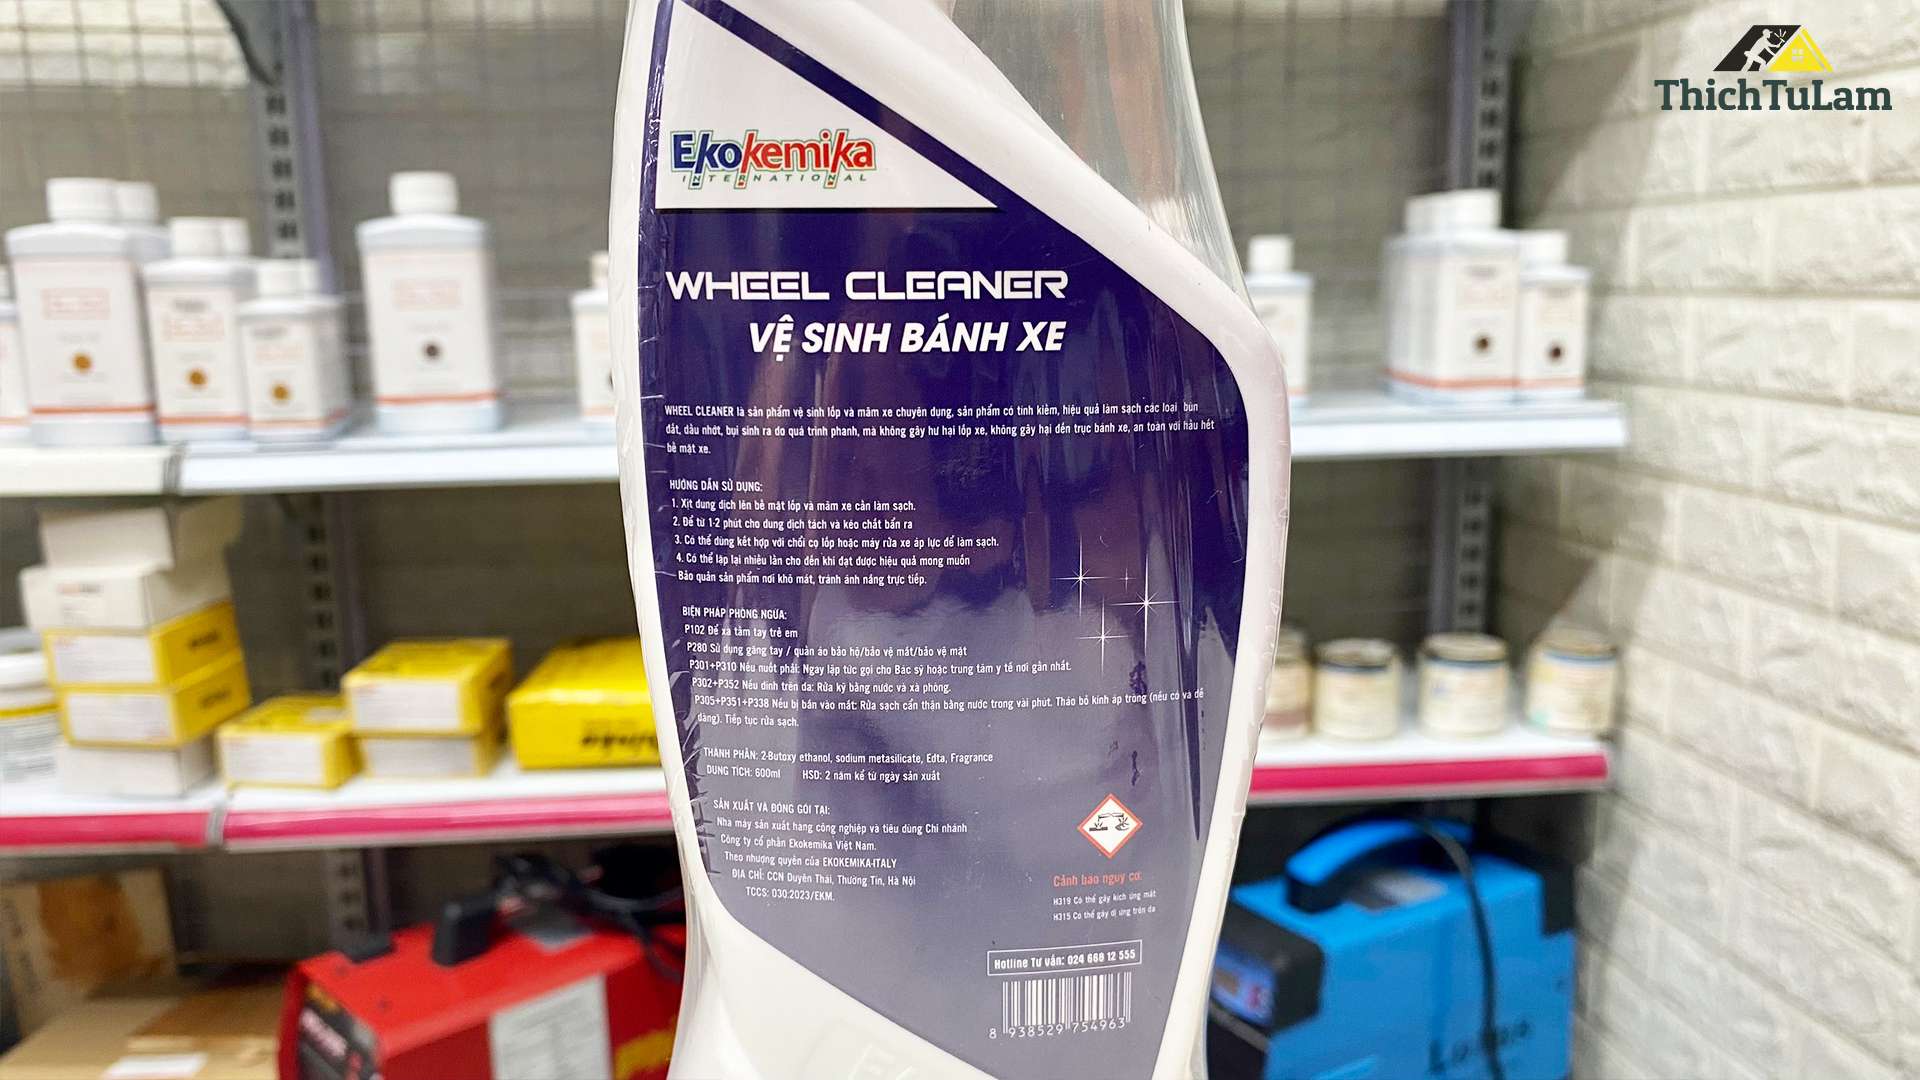 ThichTuLam
Ekokemika
INTERNATIONAL
WHEEL CLEANER
VỆ SINH BÁNH XE
WHEEL CLEANER là sản phẩm vệ sinh lốp và mâm xe chuyên dụng, sản phẩm có tính kiềm, hiệu quả làm sạch các loại bùn
đất, dầu nhớt, bụi sinh ra do quá trình phanh, mà không gây hư hại lốp xe, không gây hại đến trục bánh xe, an toàn với hầu hết
bề mặt xe.
HƯỚNG DẪN SỬ DỤNG:
1. Xịt dung dịch lên bề mặt lốp và mâm xe cần làm sạch.
2. Để từ 1-2 phút cho dung dịch tách và kéo chất bẩn ra
3. Có thể dùng kết hợp với chổi cọ lốp hoặc máy rửa xe áp lực để làm sạch.
4. Có thể lặp lại nhiều lần cho đến khi đạt được hiệu quả mong muốn
Bảo quản sản phẩm nơi khô mát, tránh ánh nắng trực tiếp.
BIỆN PHÁP PHÒNG NGỪA:
P102 Để xa tầm tay trẻ em
P280 Sử dụng găng tay / quần áo bảo hộ/bảo vệ mắt/bảo vệ mặt
P301+P310 Nếu nuốt phải: Ngay lập tức gọi cho Bác sỹ hoặc trung tâm y tế nơi gần nhất.
P302+P352 Nếu dính trên da: Rửa kỹ bằng nước và xà phòng.
P305+P351+P338 Nếu bị bắn vào mắt: Rửa sạch cẩn thận bằng nước trong vài phút. Tháo bỏ kính áp tròng (nếu có và dễ
dàng). Tiếp tục rửa sạch.
THÀNH PHẦN: 2-Butoxy ethanol, sodium metasilicate, Edta, Fragrance
DUNG TÍCH: 600ml HSD: 2 năm kể từ ngày sản xuất
SẢN XUẤT VÀ ĐÓNG GÓI TẠI:
Nhà máy sản xuất hàng công nghiệp và tiêu dùng Chi nhánh
Công ty cổ phần Ekokemika Việt Nam.
Theo nhượng quyền của EKOKEMIKA-ITALY
ĐỊA CHỈ: CCN Duyên Thái, Thường Tín, Hà Nội
TCCS: 030:2023/EKM.
Cảnh báo nguy cơ:
H319 Có thể gây kích ứng mắt
H315 Có thể gây dị ứng trên da
Hotline Tư vấn: 024 668 12 555
8 938529 754963